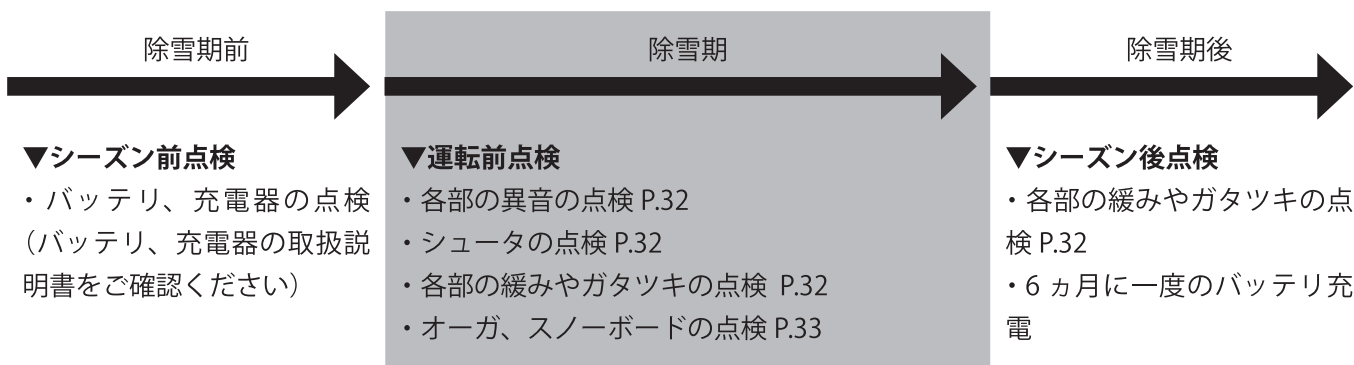 除雪期前
▼シーズン前点検
・バッテリ、充電器の点検
（バッテリ、充電器の取扱説
明書をご確認ください）
除雪期
▼運転前点検
・各部の異音の点検 P.32
・シュータの点検 P.32
・各部の緩みやガタツキの点検 P.32
・オーガ、スノーボードの点検 P.33
除雪期後
▼シーズン後点検
・各部の緩みやガタツキの点
検 P.32
・6 ヵ月に一度のバッテリ充
電